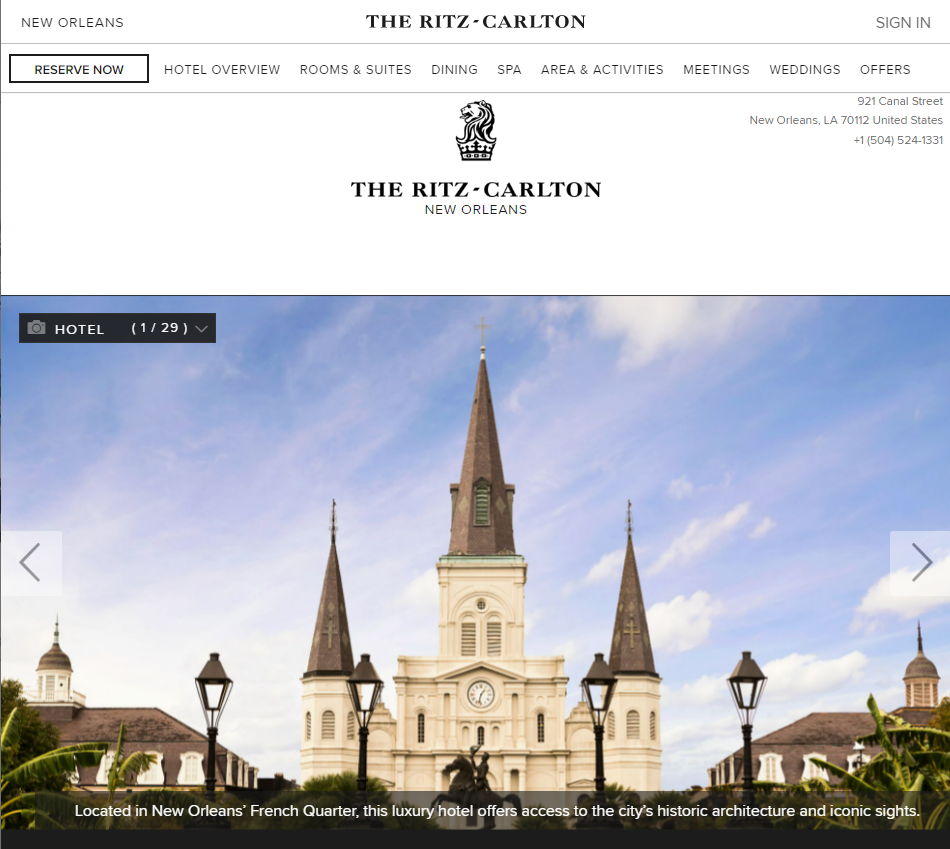 NEW ORLEANS
THE RITZ-CARLTON
SIGN IN
RESERVE NOW
HOTEL OVERVIEW
ROOMS & SUITES
DINING
SPA
AREA & ACTIVITIES
MEETINGS
WEDDINGS
OFFERS
921 Canal Street
New Orleans, LA 70112 United States
+1 (504) 524-1331
THE RITZ-CARLTON
NEW ORLEANS
HOTEL ( 1 / 29 )
Located in New Orleans' French Quarter, this luxury hotel offers access to the city's historic architecture and iconic sights.